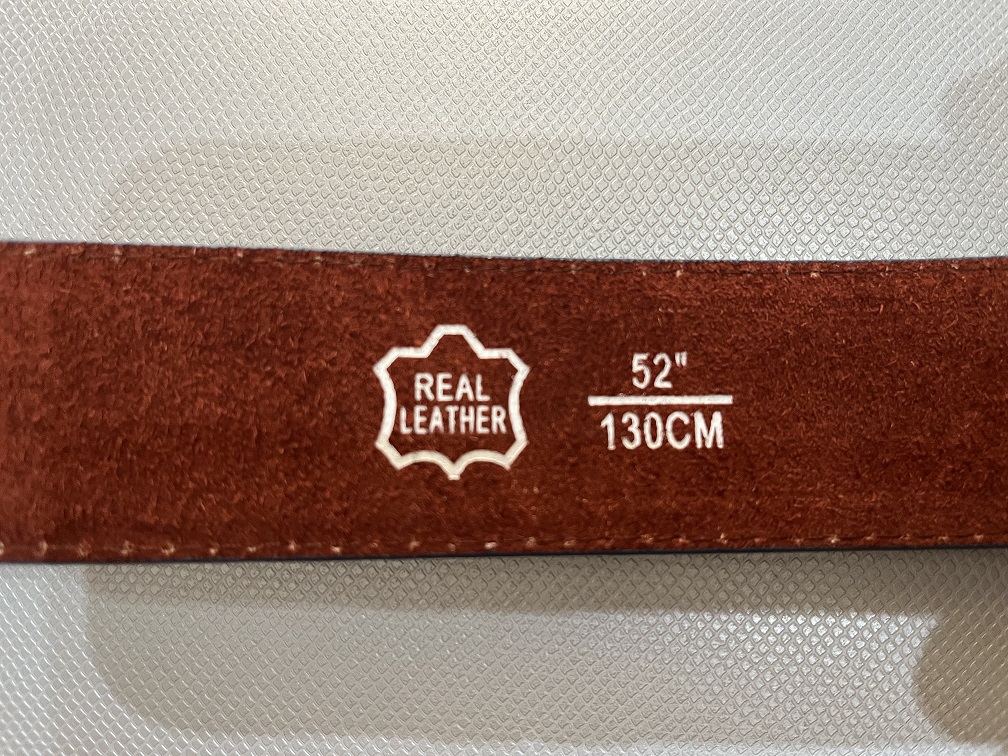 REAL
LEATHER
52"
130CM